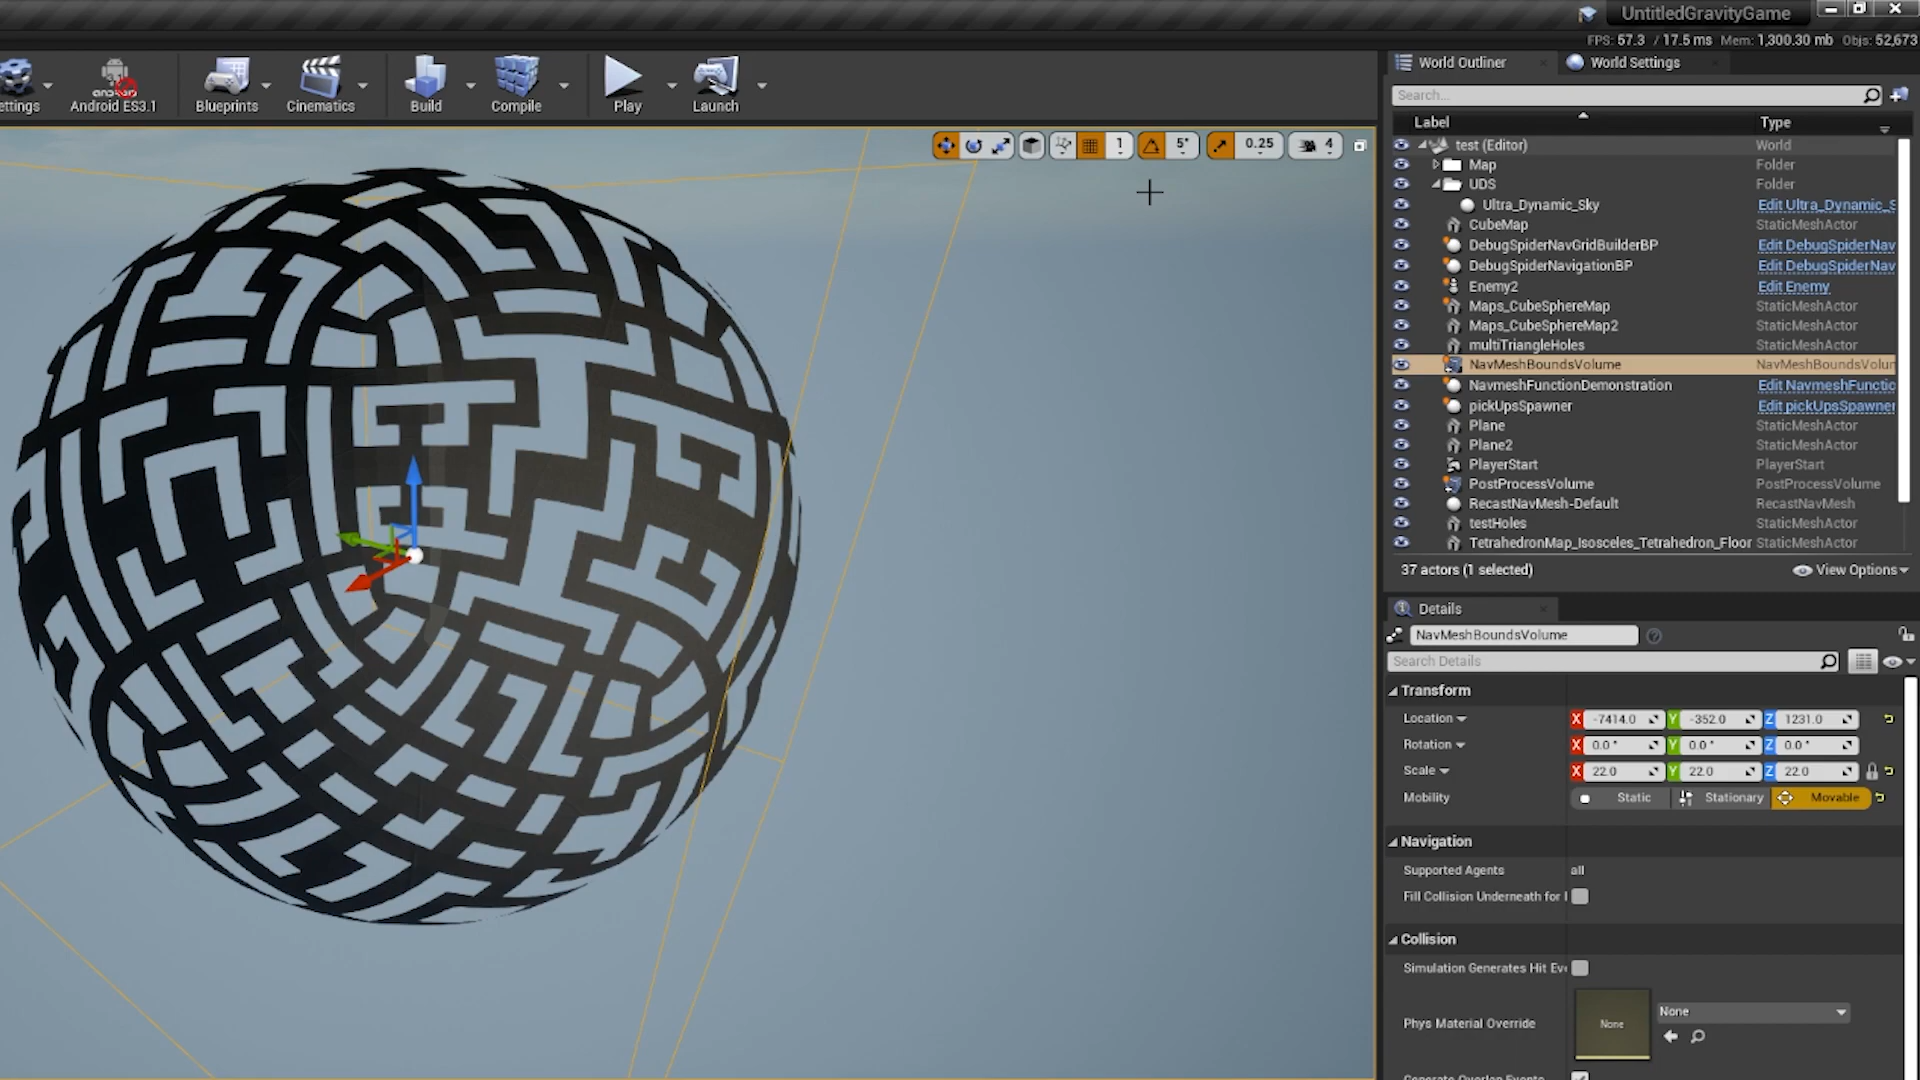 UntitledGravityGame
FPS: 57.3 / 17.5 ms Mem: 1,300.30 mb Objs: 52,673
ettings
Android ES3.1
Blueprints
Cinematics
Build
Compile
Play
Launch
World Outliner
World Settings
Search...
Label Type
1 5° 0.25 4
test (Editor) World
Map Folder
UDS Folder
Ultra_Dynamic_Sky Edit Ultra_Dynamic_S
CubeMap StaticMeshActor
DebugSpiderNavGridBuilderBP Edit DebugSpiderNav
DebugSpiderNavigationBP Edit DebugSpiderNav
Enemy2 Edit Enemy
Maps_CubeSphereMap StaticMeshActor
Maps_CubeSphereMap2 StaticMeshActor
multiTriangleHoles StaticMeshActor
NavMeshBoundsVolume NavMeshBoundsVolum
NavmeshFunctionDemonstration Edit NavmeshFunctio
pickUpsSpawner Edit pickUpsSpawner
Plane StaticMeshActor
Plane2 StaticMeshActor
PlayerStart PlayerStart
PostProcessVolume PostProcessVolume
RecastNavMesh-Default RecastNavMesh
testHoles StaticMeshActor
TetrahedronMap_Isosceles_Tetrahedron_Floor StaticMeshActor
37 actors (1 selected) View Options
Details
NavMeshBoundsVolume
Search Details
Transform
Location X -7414.0 Y -352.0 Z 1231.0
Rotation X 0.0 ° Y 0.0 ° Z 0.0 °
Scale X 22.0 Y 22.0 Z 22.0
Mobility Static Stationary Movable
Navigation
Supported Agents all
Fill Collision Underneath for
Collision
Simulation Generates Hit Eve
Phys Material Override None None
Generate Overlap Events